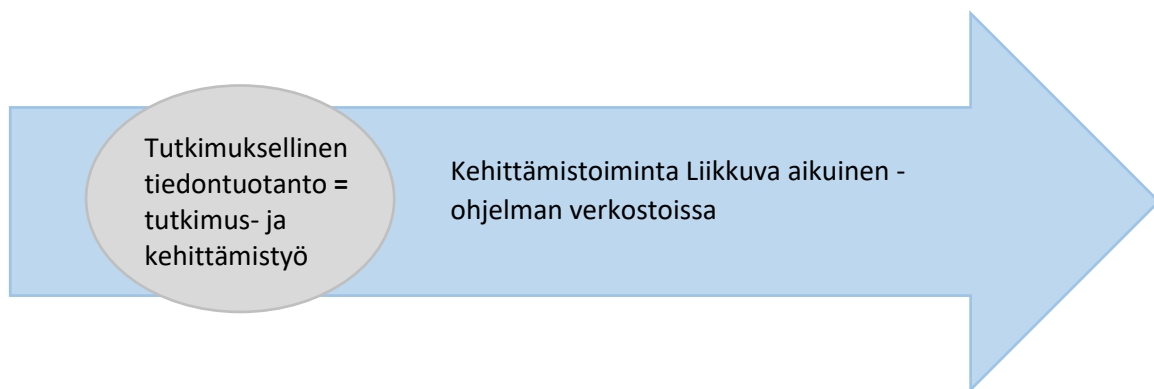 Tutkimuksellinen
tiedontuotanto =
tutkimus- ja
kehittämistyö
Kehittämistoiminta Liikkuva aikuinen -
ohjelman verkostoissa